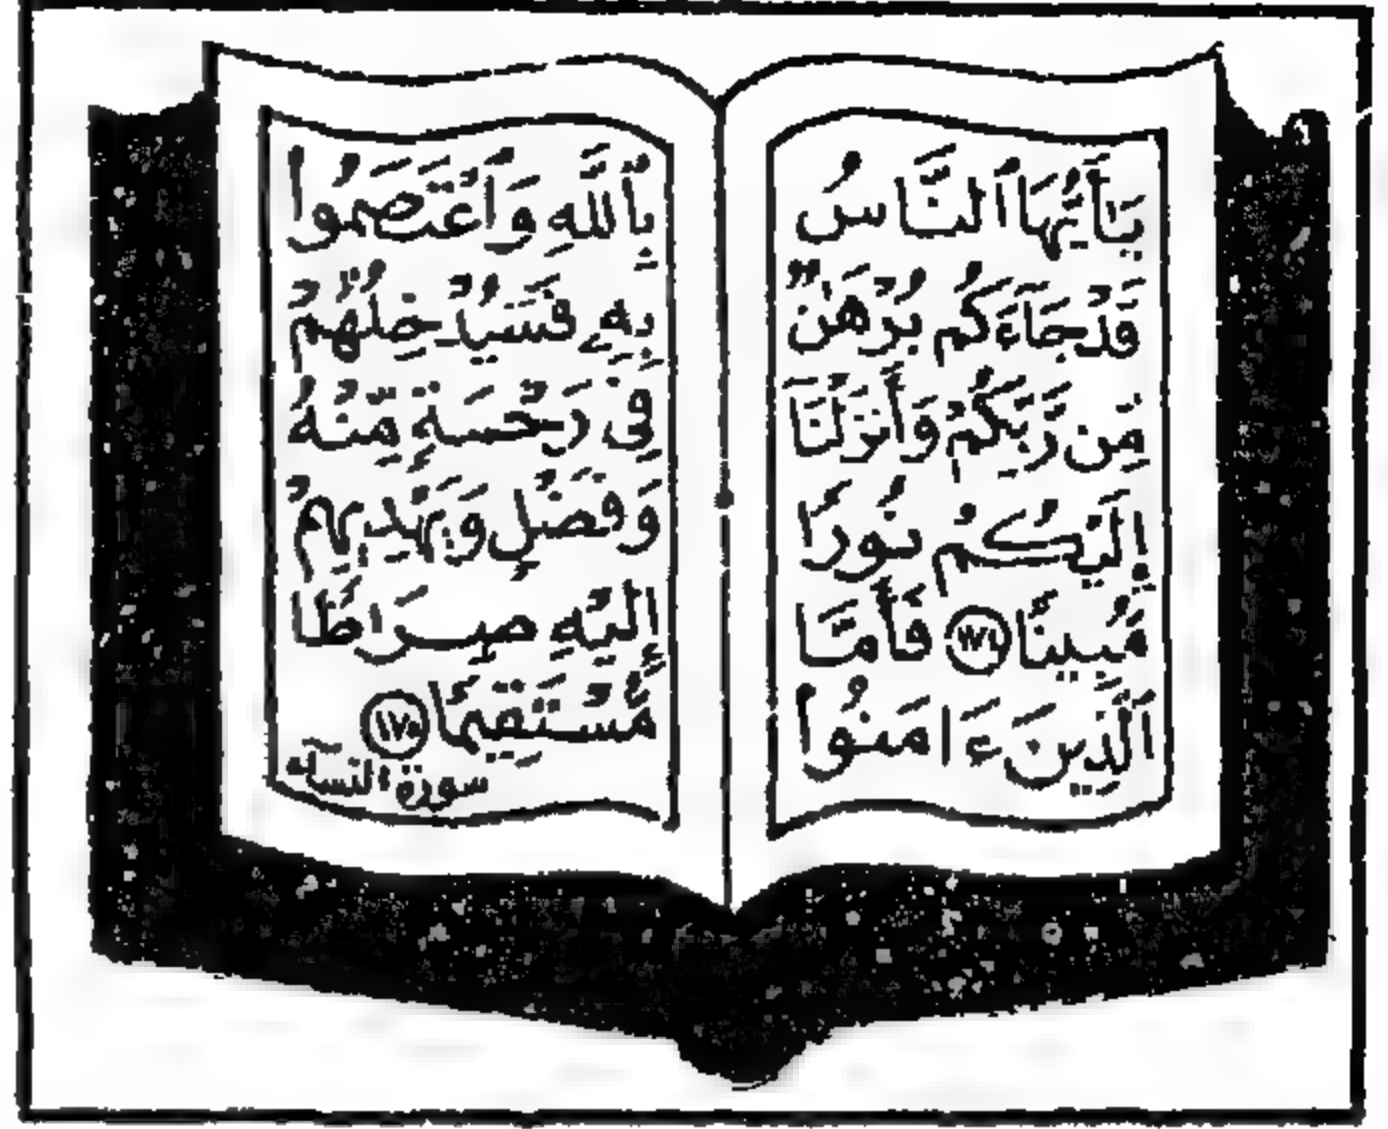 يَٰٓأَيُّهَا ٱلنَّاسُ
قَدْ جَآءَكُم بُرْهَٰنٌ
مِّن رَّبِّكُمْ وَأَنزَلْنَآ
إِلَيْكُمْ نُورًا
مُّبِينًا ١٧٤ فَأَمَّا
ٱلَّذِينَ ءَامَنُوا
بِٱللَّهِ وَٱعْتَصَمُوا
بِهِۦ فَسَيُدْخِلُهُمْ
فِى رَحْمَةٍ مِّنْهُ
وَفَضْلٍ وَيَهْدِيهِمْ
إِلَيْهِ صِرَٰطًا
مُّسْتَقِيمًا ١٧٥
سورة النساء